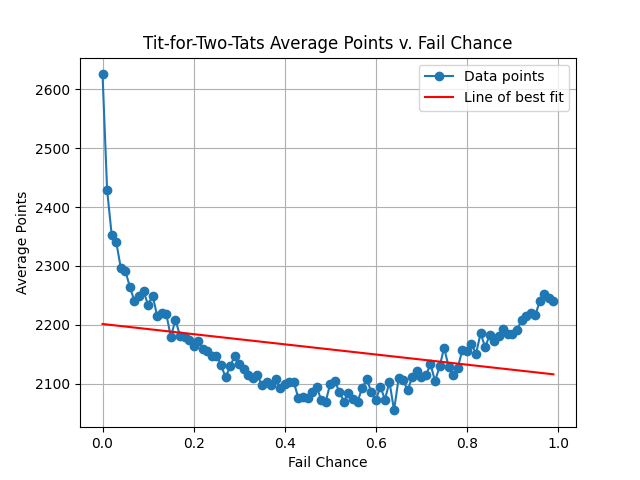 Tit-for-Two-Tats Average Points v. Fail Chance
Data points
Line of best fit
2600
2500
2400
2300
2200
2100
Average Points
0.0 0.2 0.4 0.6 0.8 1.0
Fail Chance